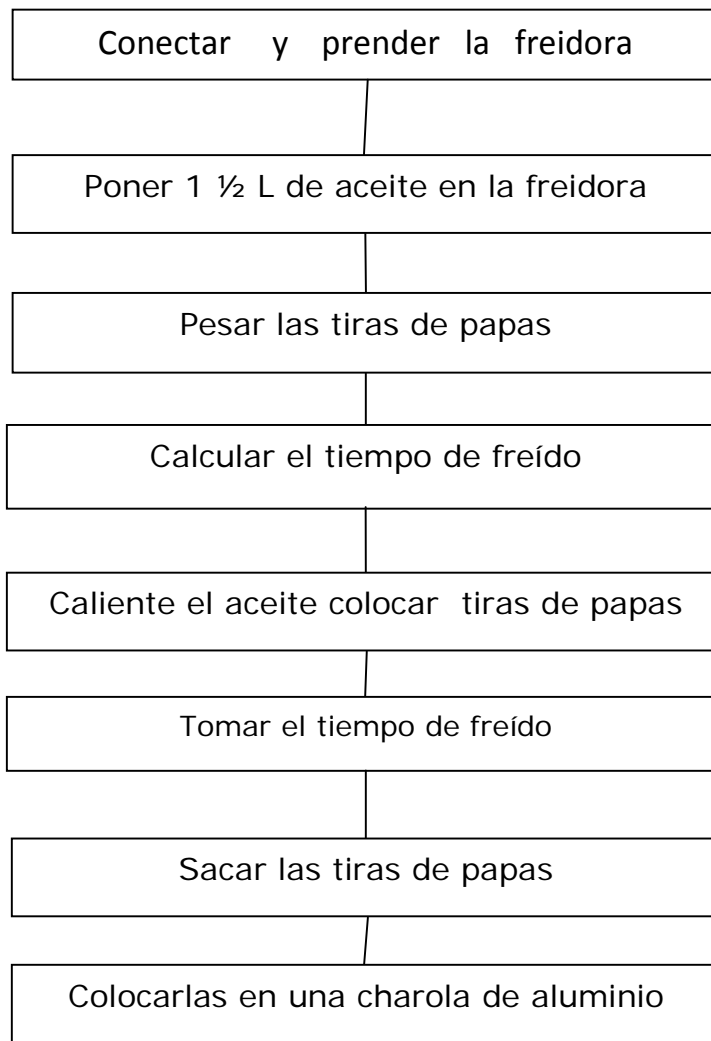 Conectar y prender la freidora
Poner 1 ½ L de aceite en la freidora
Pesar las tiras de papas
Calcular el tiempo de freído
Caliente el aceite colocar tiras de papas
Tomar el tiempo de freído
Sacar las tiras de papas
Colocarlas en una charola de aluminio